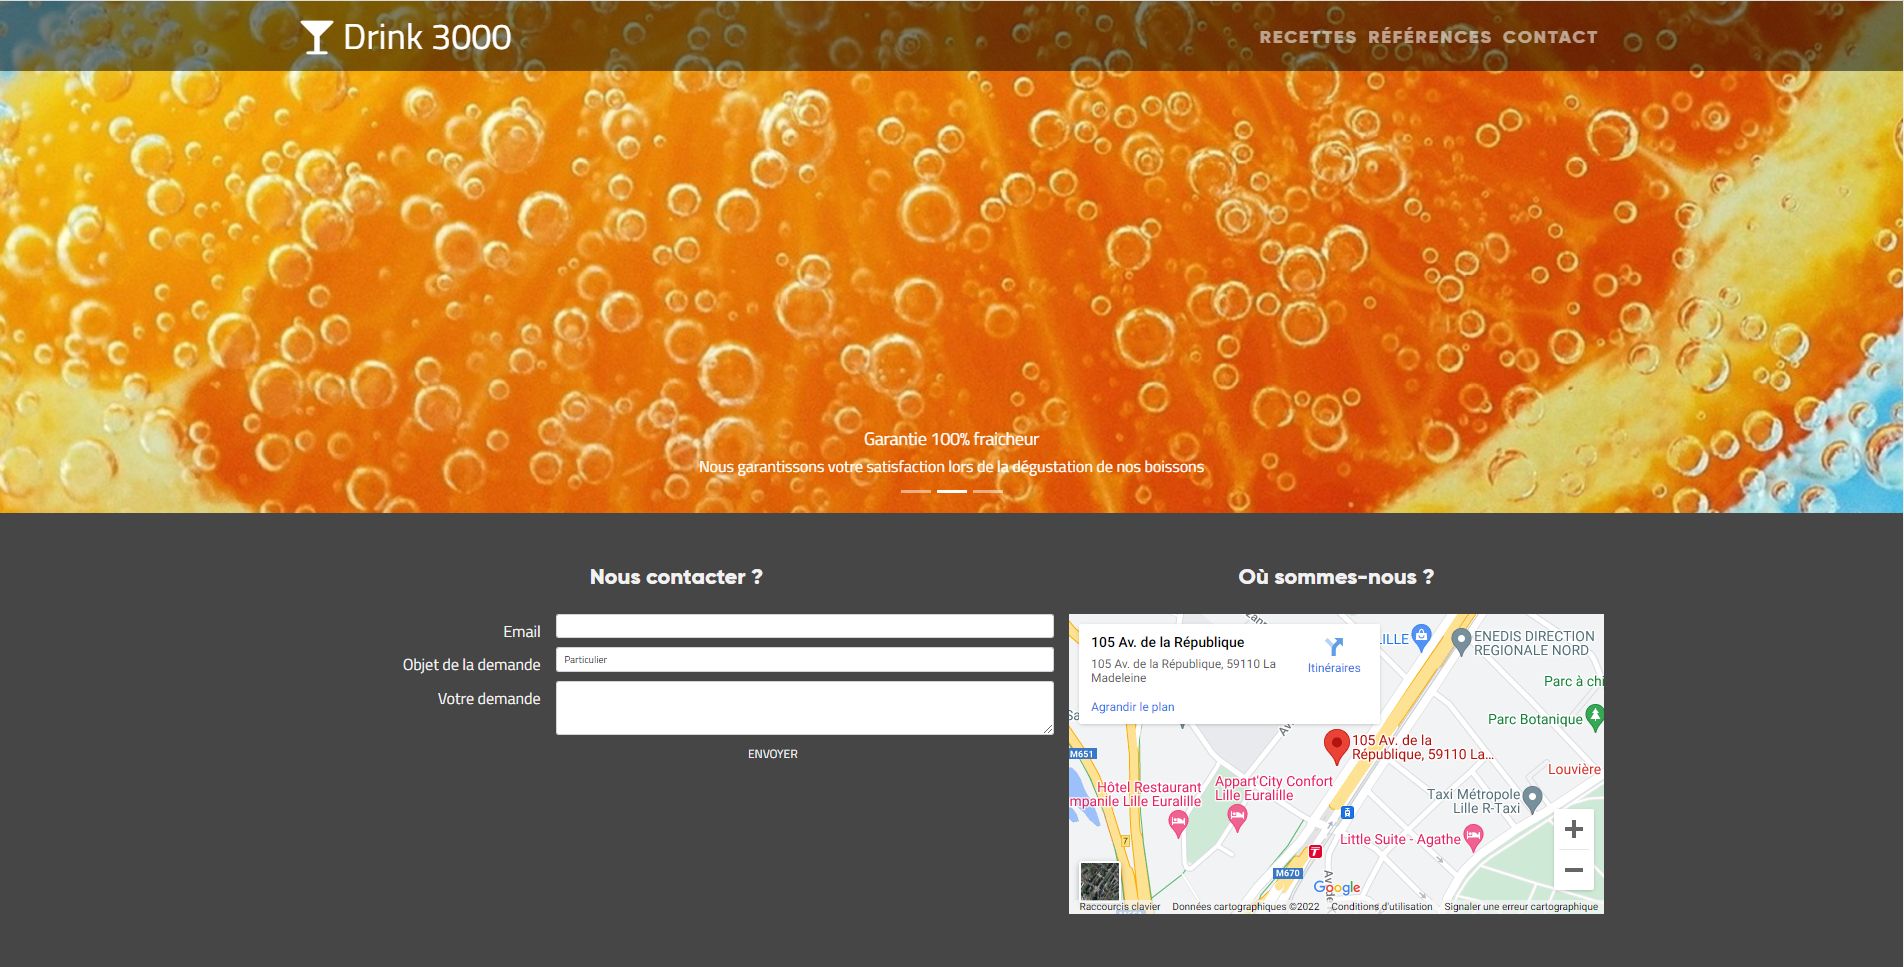 Drink 3000
RECETTES RÉFÉRENCES CONTACT
Garantie 100% fraicheur
Nous garantissons votre satisfaction lors de la dégustation de nos boissons
Nous contacter ?
Email
Objet de la demande
Particulier
Votre demande
ENVOYER
Où sommes-nous ?
105 Av. de la République
105 Av. de la République, 59110 La
Madeleine
Itinéraires
Agrandir le plan
LILLE
ENEDIS DIRECTION
REGIONALE NORD
Parc à chi
Parc Botanique
M651
105 Av. de la
République, 59110 La...
Louvière
Hôtel Restaurant
mpanile Lille Euralille
Appart'City Confort
Lille Euralille
Taxi Métropole
Lille R-Taxi
7
Little Suite - Agathe
M670
Google
Raccourcis clavier
Données cartographiques ©2022
Conditions d'utilisation
Signaler une erreur cartographique